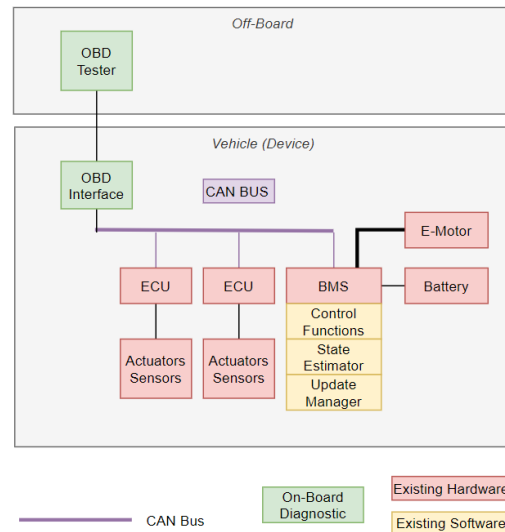 Off-Board
OBD
Tester
Vehicle (Device)
OBD
Interface
CAN BUS
E-Motor
ECU
ECU
BMS
Battery
Control
Functions
Actuators
Sensors
Actuators
Sensors
State
Estimator
Update
Manager
CAN Bus
On-Board
Diagnostic
Existing Hardware
Existing Software